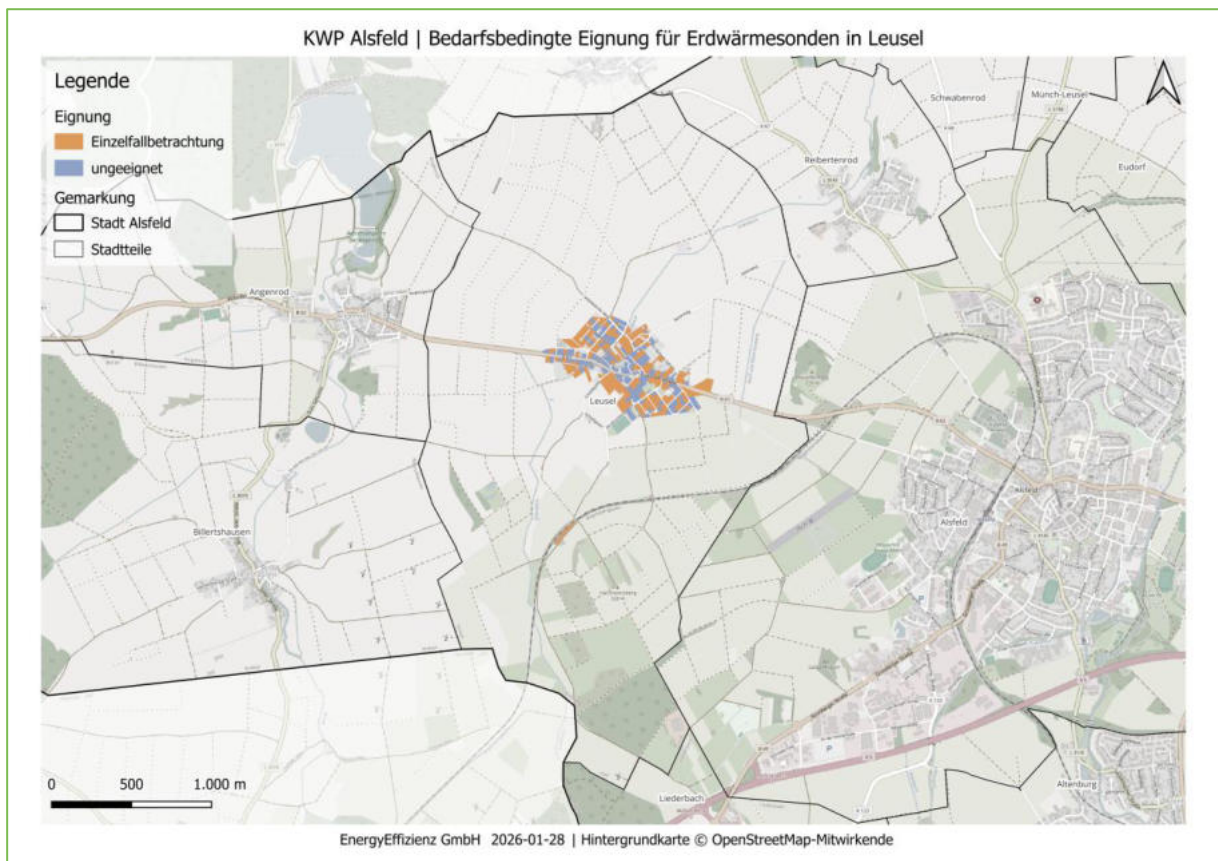 KWP Alsfeld | Bedarfsbedingte Eignung für Erdwärmesonden in Leusel
Legende
Eignung
Einzelfallbetrachtung
ungeeignet
Gemarkung
Stadt Alsfeld
Stadtteile
Schwabenrod
Münch-Leusel
Reibertenrod
Eudorf
Angenrod
Leusel
Billertshausen
Alsfeld
Alsfeld
Liederbach
Altenburg
0 500 1.000 m
EnergyEffizienz GmbH 2026-01-28 | Hintergrundkarte © OpenStreetMap-Mitwirkende